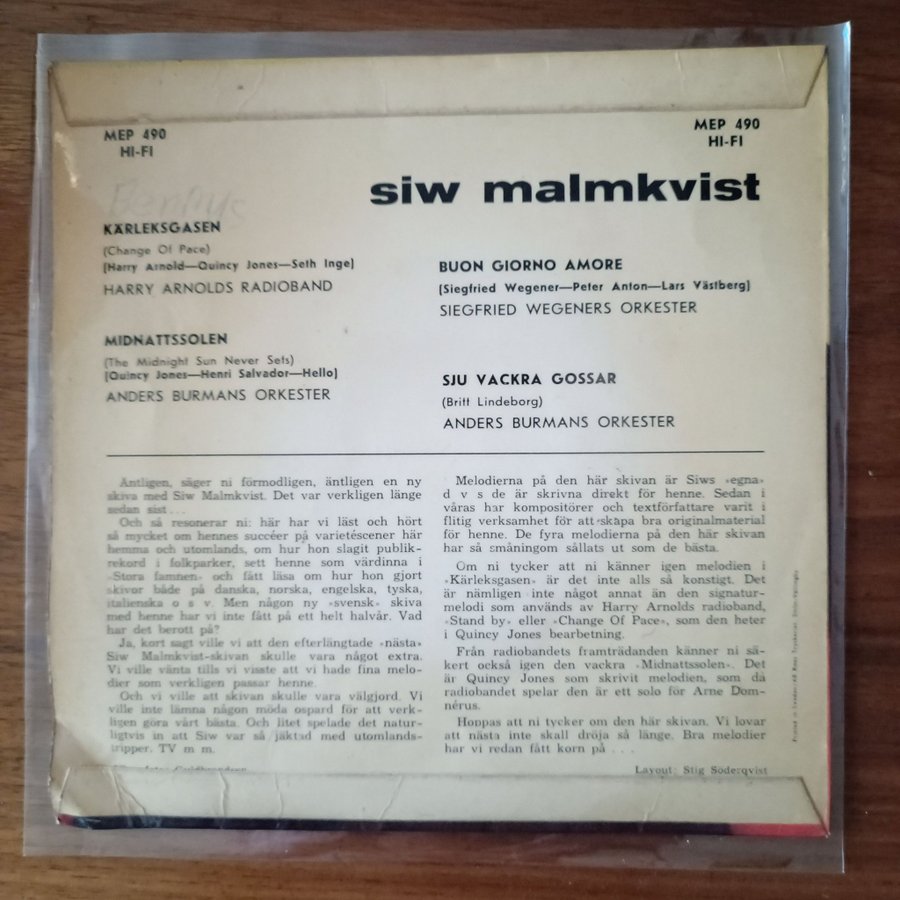 MEP 490
HI-FI
MEP 490
HI-FI
siw malmkvist
KÄRLEKSGASEN
(Change Of Pace)
(Harry Arnold—Quincy Jones—Seth Inge)
HARRY ARNOLDS RADIOBAND
MIDNATTSSOLEN
(The Midnight Sun Never Sets)
(Quincy Jones—Henri Salvador—Hello)
ANDERS BURMANS ORKESTER
BUON GIORNO AMORE
(Siegfried Wegener—Peter Anton—Lars Västberg)
SIEGFRIED WEGENERS ORKESTER
SJU VACKRA GOSSAR
(Britt Lindeborg)
ANDERS BURMANS ORKESTER
Äntligen, säger ni förmodligen, äntligen en ny
skiva med Siw Malmkvist. Det var verkligen länge
sedan sist . . .
Och så resonerar ni: här har vi läst och hört
så mycket om hennes succéer på varietéscener här
hemma och utomlands, om hur hon slagit publik-
rekord i folkparker, sett henne som värdinna i
»Stora famnen» och fått läsa om hur hon gjort
skivor både på danska, norska, engelska, tyska,
italienska o s v. Men någon ny »svensk» skiva
med henne har vi inte fått på ett helt halvår. Vad
har det berott på?
Ja, kort sagt ville vi att den efterlängtade »nästa»
Siw Malmkvist-skivan skulle vara något extra.
Vi ville vänta tills vi visste att vi hade fina melo-
dier som verkligen passar henne.
Och vi ville att skivan skulle vara välgjord. Vi
ville inte lämna någon möda ospard för att verk-
ligen göra vårt bästa. Och litet spelade det natur-
ligtvis in att Siw var så jäktad med utomlands-
tripper, TV m m.
Melodierna på den här skivan är Siws »egna»
d v s de är skrivna direkt för henne. Sedan i
våras har kompositörer och textförfattare varit i
flitig verksamhet för att skapa bra originalmaterial
för henne. De fyra melodierna på den här skivan
har så småningom sållats ut som de bästa.
Om ni tycker att ni känner igen melodien i
»Kärleksgasen» är det inte alls så konstigt. Det
är nämligen inte något annat än den signatur-
melodi som används av Harry Arnolds radioband,
»Stand by» eller »Change Of Pace», som den heter
i Quincy Jones bearbetning.
Från radiobandets framträdanden känner ni sä-
kert också igen den vackra »Midnattssolen». Det
är Quincy Jones som skrivit melodien, som då
radiobandet spelar den är ett solo för Arne Dom-
nérus.
Hoppas att ni tycker om den här skivan. Vi lovar
att nästa inte skall dröja så länge. Bra melodier
har vi redan fått korn på . . .
Layout: Stig Söderqvist